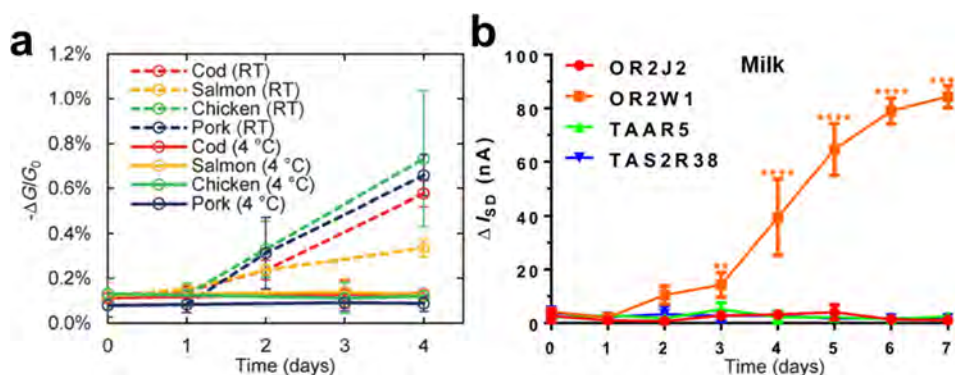 a
1.2%
1.0%
0.8%
0.6%
0.4%
0.2%
0.0%
-ΔG/G0
Cod (RT)
Salmon (RT)
Chicken (RT)
Pork (RT)
Cod (4 °C)
Salmon (4 °C)
Chicken (4 °C)
Pork (4 °C)
0 1 2 3 4
Time (days)
b
Milk
100
80
60
40
20
0
Δ ISD (nA)
OR2J2
OR2W1
TAAR5
TAS2R38
**
****
****
****
****
0 1 2 3 4 5 6 7
Time (days)